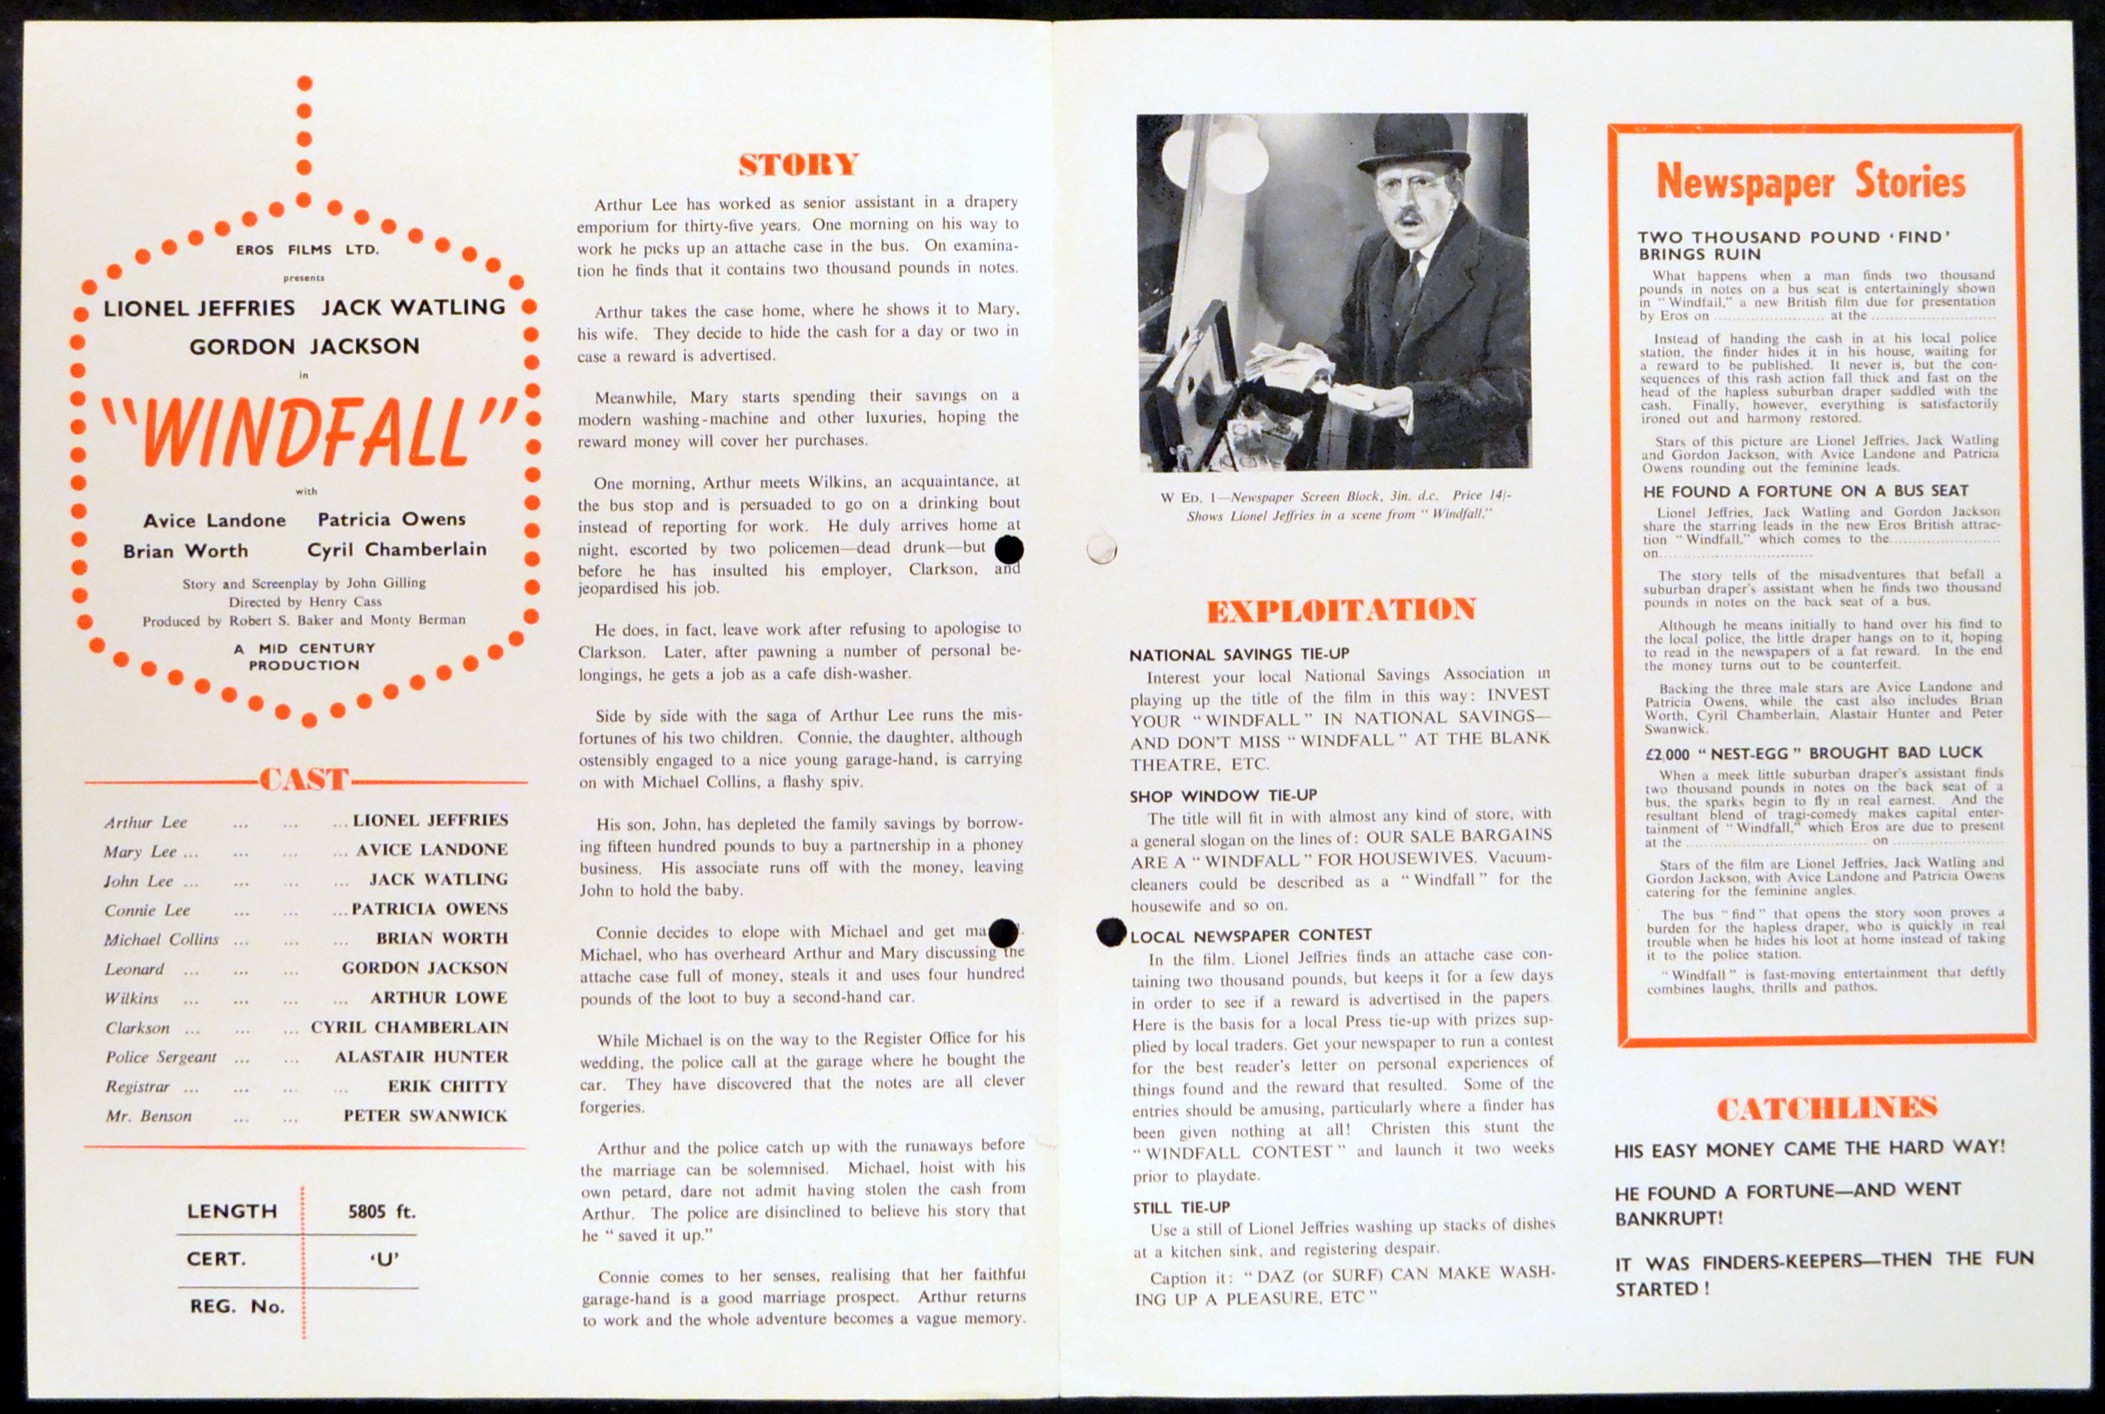 EROS FILMS LTD.
presents
LIONEL JEFFRIES JACK WATLING
GORDON JACKSON
in
"WINDFALL"
with
Avice Landone Patricia Owens
Brian Worth Cyril Chamberlain
Story and Screenplay by John Gilling
Directed by Henry Cass
Produced by Robert S. Baker and Monty Berman
A MID CENTURY
PRODUCTION
CAST
Arthur Lee ... ... ... LIONEL JEFFRIES
Mary Lee ... ... ... ... AVICE LANDONE
John Lee ... ... ... ... JACK WATLING
Connie Lee ... ... ... PATRICIA OWENS
Michael Collins ... ... ... BRIAN WORTH
Leonard ... ... ... GORDON JACKSON
Wilkins ... ... ... ... ARTHUR LOWE
Clarkson ... ... ... CYRIL CHAMBERLAIN
Police Sergeant ... ... ALASTAIR HUNTER
Registrar ... ... ... ... ERIK CHITTY
Mr. Benson ... ... PETER SWANWICK
LENGTH 5805 ft.
CERT. 'U'
REG. No.
STORY
Arthur Lee has worked as senior assistant in a drapery
emporium for thirty-five years. One morning on his way to
work he picks up an attache case in the bus. On examina-
tion he finds that it contains two thousand pounds in notes.
Arthur takes the case home, where he shows it to Mary,
his wife. They decide to hide the cash for a day or two in
case a reward is advertised.
Meanwhile, Mary starts spending their savings on a
modern washing-machine and other luxuries, hoping the
reward money will cover her purchases.
One morning, Arthur meets Wilkins, an acquaintance, at
the bus stop and is persuaded to go on a drinking bout
instead of reporting for work. He duly arrives home at
night, escorted by two policemen—dead drunk—but
before he has insulted his employer, Clarkson, and
jeopardised his job.
He does, in fact, leave work after refusing to apologise to
Clarkson. Later, after pawning a number of personal be-
longings, he gets a job as a cafe dish-washer.
Side by side with the saga of Arthur Lee runs the mis-
fortunes of his two children. Connie, the daughter, although
ostensibly engaged to a nice young garage-hand, is carrying
on with Michael Collins, a flashy spiv.
His son, John, has depleted the family savings by borrow-
ing fifteen hundred pounds to buy a partnership in a phoney
business. His associate runs off with the money, leaving
John to hold the baby.
Connie decides to elope with Michael and get ma
Michael, who has overheard Arthur and Mary discussing the
attache case full of money, steals it and uses four hundred
pounds of the loot to buy a second-hand car.
While Michael is on the way to the Register Office for his
wedding, the police call at the garage where he bought the
car. They have discovered that the notes are all clever
forgeries.
Arthur and the police catch up with the runaways before
the marriage can be solemnised. Michael, hoist with his
own petard, dare not admit having stolen the cash from
Arthur. The police are disinclined to believe his story that
he "saved it up."
Connie comes to her senses, realising that her faithful
garage-hand is a good marriage prospect. Arthur returns
to work and the whole adventure becomes a vague memory.
W ED. 1—Newspaper Screen Block, 3in. d.c. Price 14/-
Shows Lionel Jeffries in a scene from "Windfall."
EXPLOITATION
NATIONAL SAVINGS TIE-UP
Interest your local National Savings Association in
playing up the title of the film in this way: INVEST
YOUR "WINDFALL" IN NATIONAL SAVINGS—
AND DON'T MISS "WINDFALL" AT THE BLANK
THEATRE, ETC.
SHOP WINDOW TIE-UP
The title will fit in with almost any kind of store, with
a general slogan on the lines of: OUR SALE BARGAINS
ARE A "WINDFALL" FOR HOUSEWIVES. Vacuum-
cleaners could be described as a "Windfall" for the
housewife and so on.
LOCAL NEWSPAPER CONTEST
In the film, Lionel Jeffries finds an attache case con-
taining two thousand pounds, but keeps it for a few days
in order to see if a reward is advertised in the papers
Here is the basis for a local Press tie-up with prizes sup-
plied by local traders. Get your newspaper to run a contest
for the best reader's letter on personal experiences of
things found and the reward that resulted. Some of the
entries should be amusing, particularly where a finder has
been given nothing at all! Christen this stunt the
"WINDFALL CONTEST" and launch it two weeks
prior to playdate.
STILL TIE-UP
Use a still of Lionel Jeffries washing up stacks of dishes
at a kitchen sink, and registering despair.
Caption it: "DAZ (or SURF) CAN MAKE WASH-
ING UP A PLEASURE, ETC"
Newspaper Stories
TWO THOUSAND POUND 'FIND'
BRINGS RUIN
What happens when a man finds two thousand
pounds in notes on a bus seat is entertainingly shown
in "Windfall," a new British film due for presentation
by Eros on ........................ at the ..........................
Instead of handing the cash in at his local police
station, the finder hides it in his house, waiting for
a reward to be published. It never is, but the con-
sequences of this rash action fall thick and fast on the
head of the hapless suburban draper saddled with the
cash. Finally, however, everything is satisfactorily
ironed out and harmony restored.
Stars of this picture are Lionel Jeffries, Jack Watling
and Gordon Jackson, with Avice Landone and Patricia
Owens rounding out the feminine leads.
HE FOUND A FORTUNE ON A BUS SEAT
Lionel Jeffries, Jack Watling and Gordon Jackson
share the starring leads in the new Eros British attrac-
tion "Windfall," which comes to the........................
on................................
The story tells of the misadventures that befall a
suburban draper's assistant when he finds two thousand
pounds in notes on the back seat of a bus.
Although he means initially to hand over his find to
the local police, the little draper hangs on to it, hoping
to read in the newspapers of a fat reward. In the end
the money turns out to be counterfeit.
Backing the three male stars are Avice Landone and
Patricia Owens, while the cast also includes Brian
Worth, Cyril Chamberlain, Alastair Hunter and Peter
Swanwick.
£2,000 "NEST-EGG" BROUGHT BAD LUCK
When a meek little suburban draper's assistant finds
two thousand pounds in notes on the back seat of a
bus, the sparks begin to fly in real earnest. And the
resultant blend of tragi-comedy makes capital enter-
tainment of "Windfall," which Eros are due to present
at the ...................................... on ........................
Stars of the film are Lionel Jeffries, Jack Watling and
Gordon Jackson, with Avice Landone and Patricia Owens
catering for the feminine angles.
The bus "find" that opens the story soon proves a
burden for the hapless draper, who is quickly in real
trouble when he hides his loot at home instead of taking
it to the police station.
"Windfall" is fast-moving entertainment that deftly
combines laughs, thrills and pathos.
CATCHLINES
HIS EASY MONEY CAME THE HARD WAY!
HE FOUND A FORTUNE—AND WENT
BANKRUPT!
IT WAS FINDERS-KEEPERS—THEN THE FUN
STARTED!